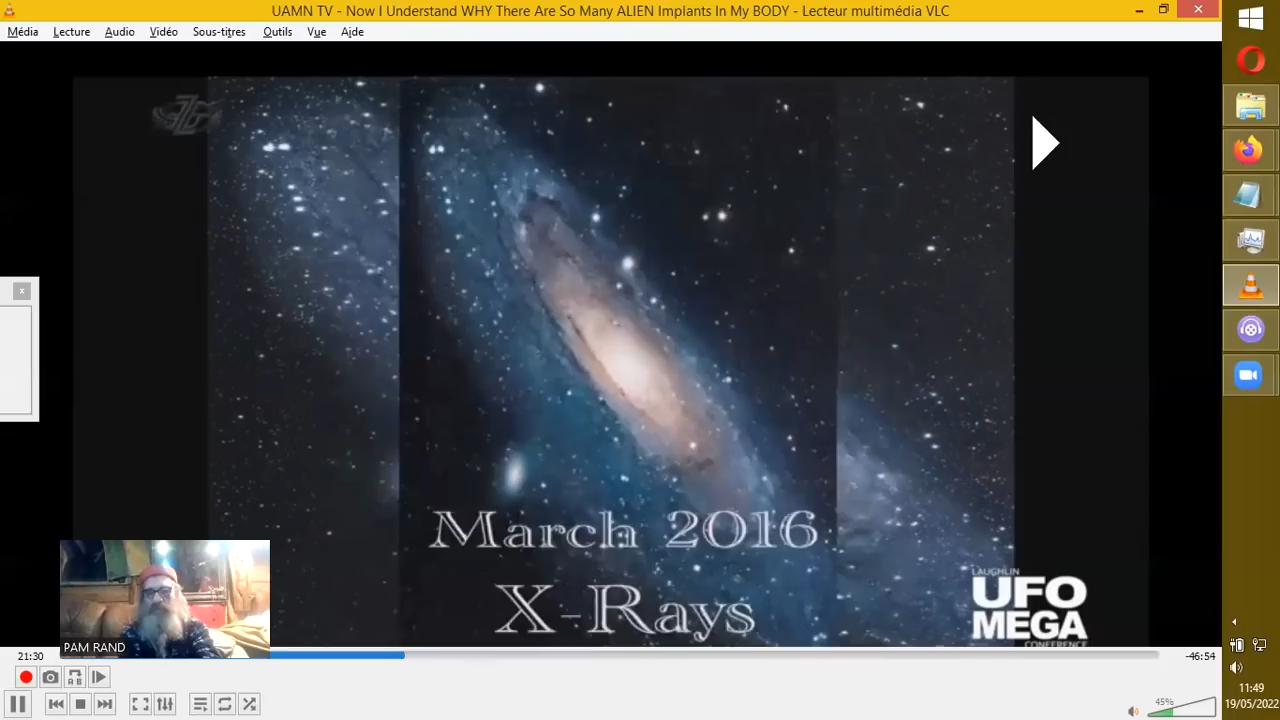 UAMN TV - Now I Understand WHY There Are So Many ALIEN Implants In My BODY - Lecteur multimédia VLC
Média Lecture Audio Vidéo Sous-titres Outils Vue Aide
March 2016
X-Rays
LAUGHLIN
UFO
MEGA
CONFERENCE
PAM RAND
21:30
-46:54
45%
11:49
19/05/2022